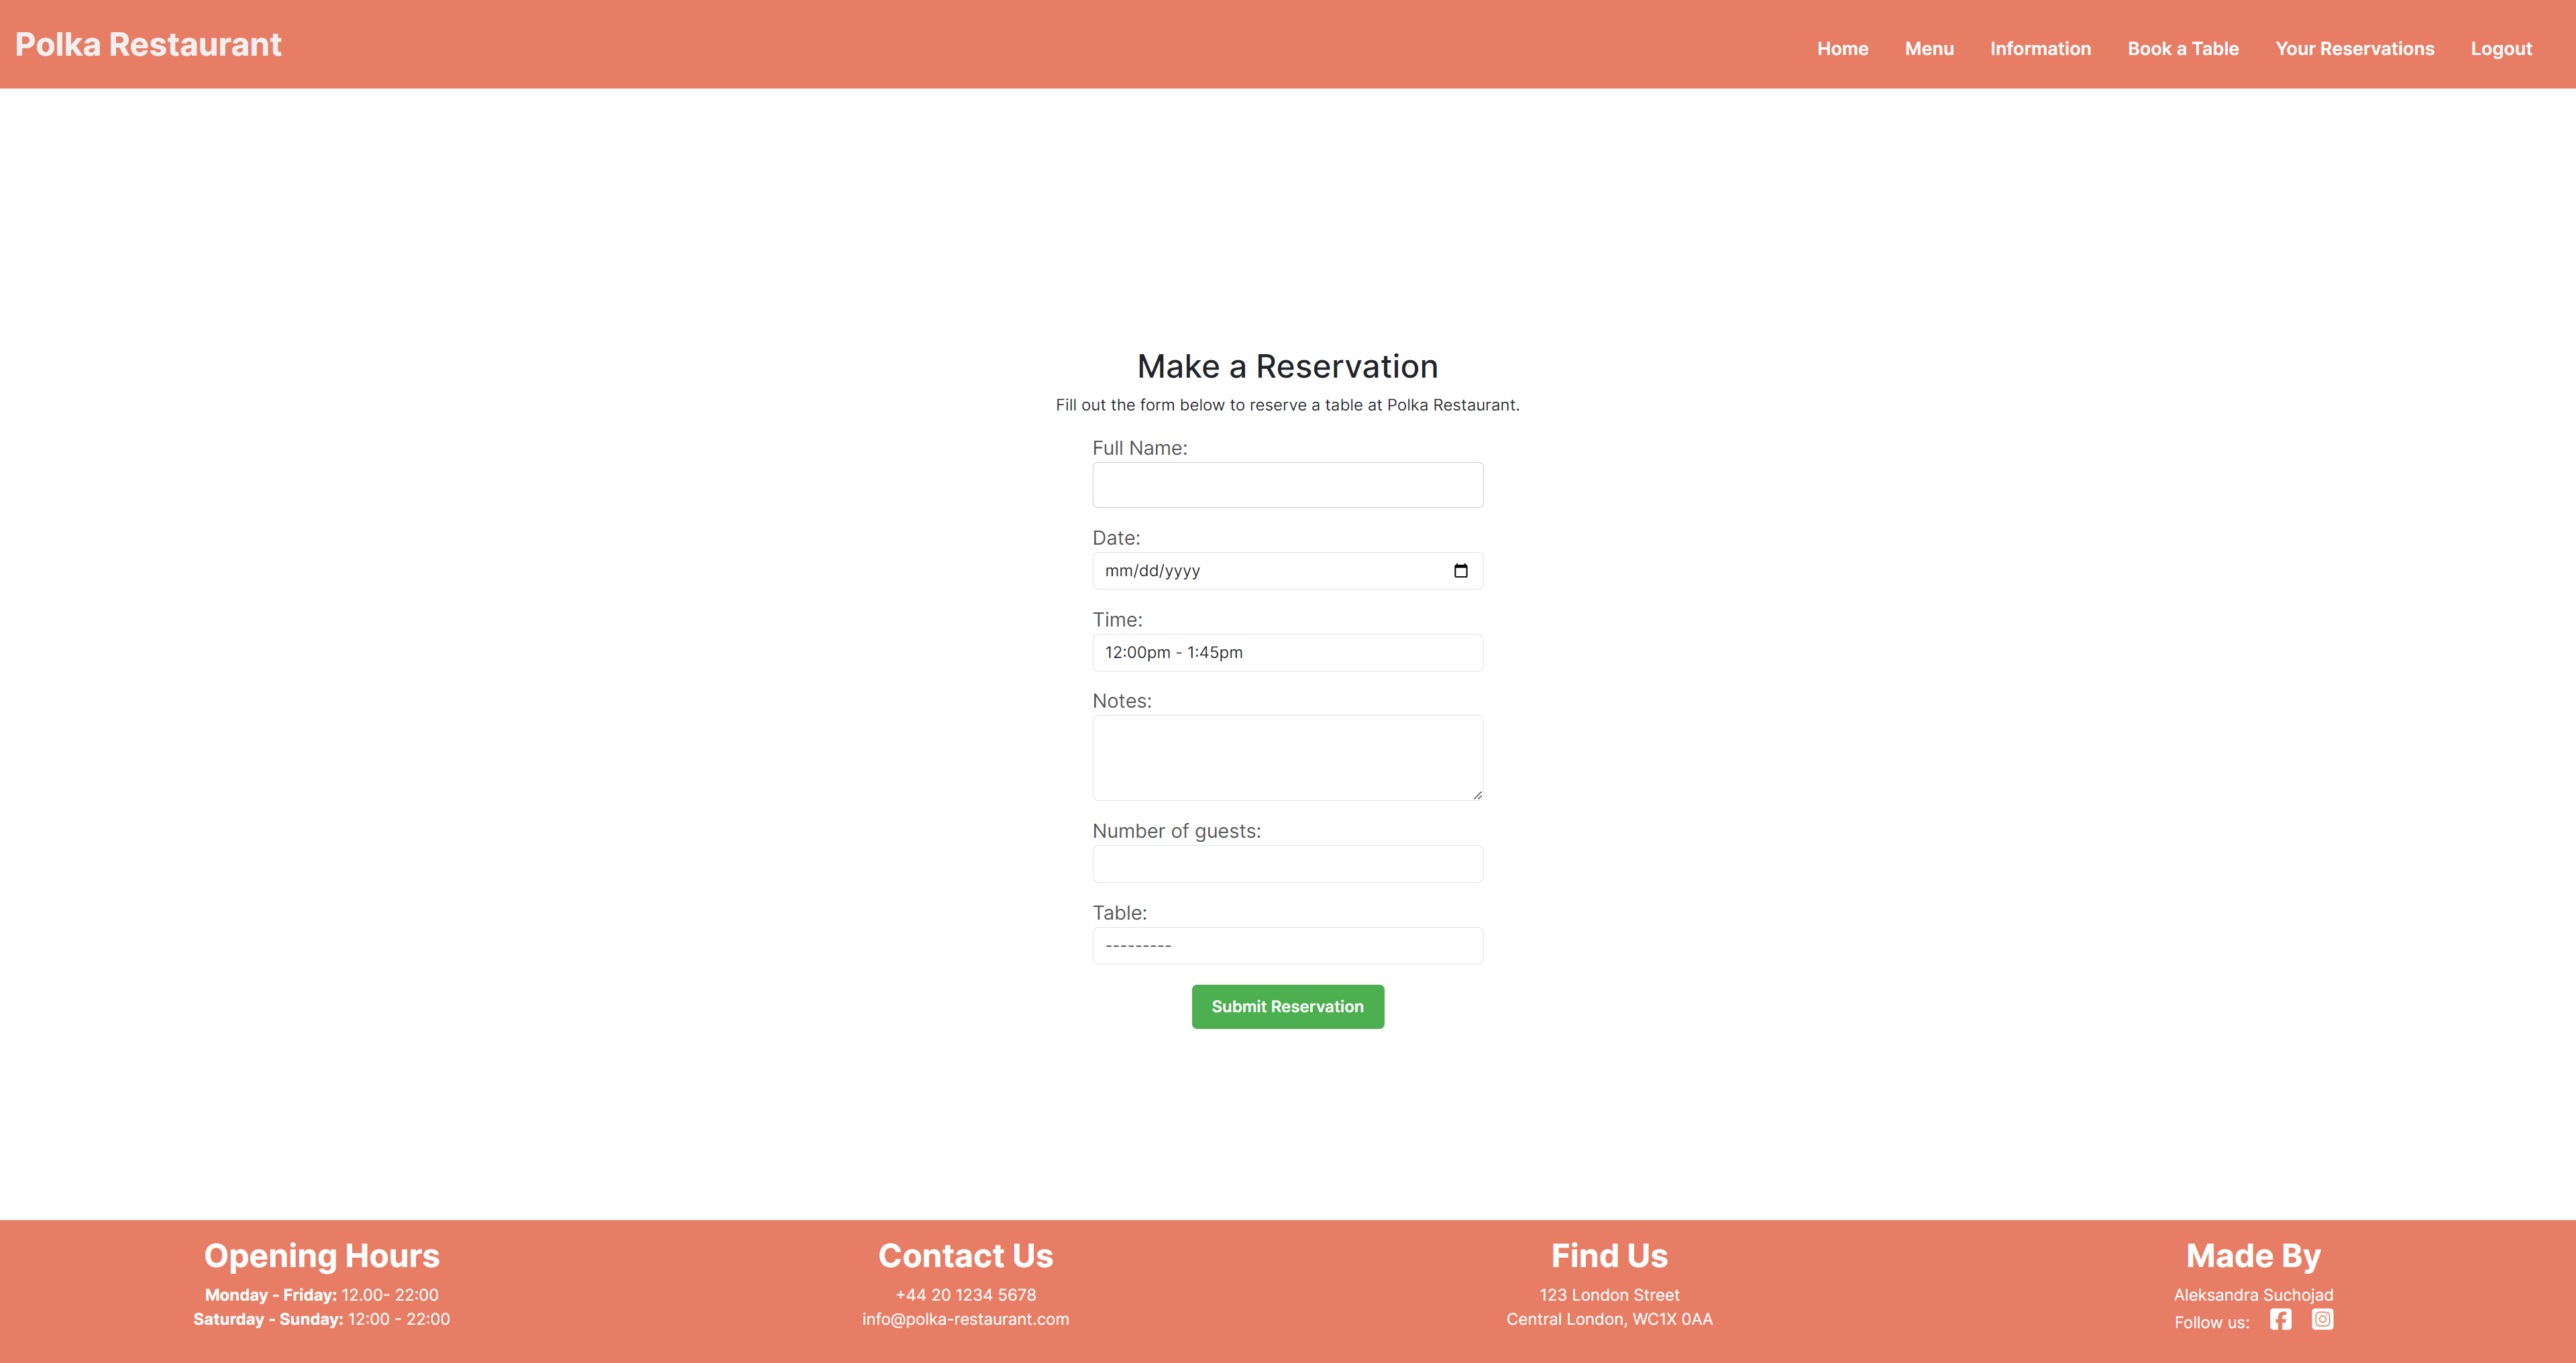 Polka Restaurant
Home Menu Information Book a Table Your Reservations Logout
Make a Reservation
Fill out the form below to reserve a table at Polka Restaurant.
Full Name:
Date:
mm/dd/yyyy
Time:
12:00pm - 1:45pm
Notes:
Number of guests:
Table:
---------
Submit Reservation
Opening Hours
Monday - Friday: 12.00- 22:00
Saturday - Sunday: 12:00 - 22:00
Contact Us
+44 20 1234 5678
info@polka-restaurant.com
Find Us
123 London Street
Central London, WC1X 0AA
Made By
Aleksandra Suchojad
Follow us: